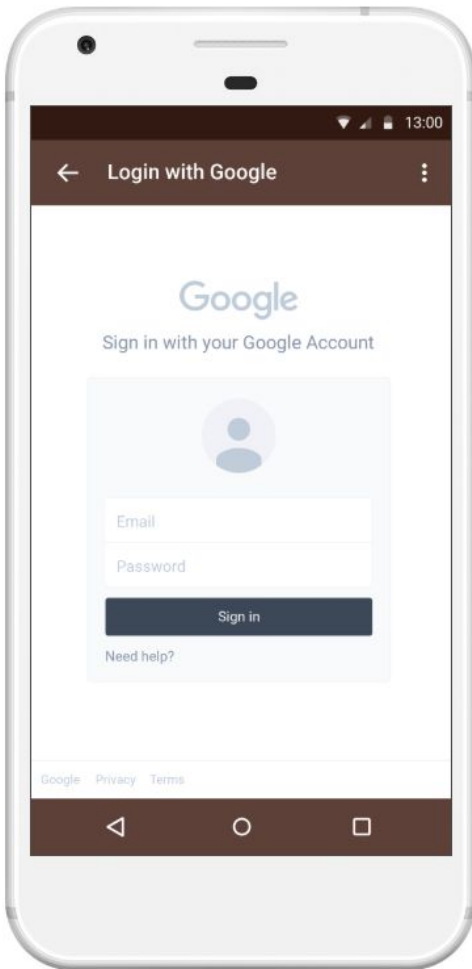 13:00
Login with Google
Google
Sign in with your Google Account
Email
Password
Sign in
Need help?
Google Privacy Terms